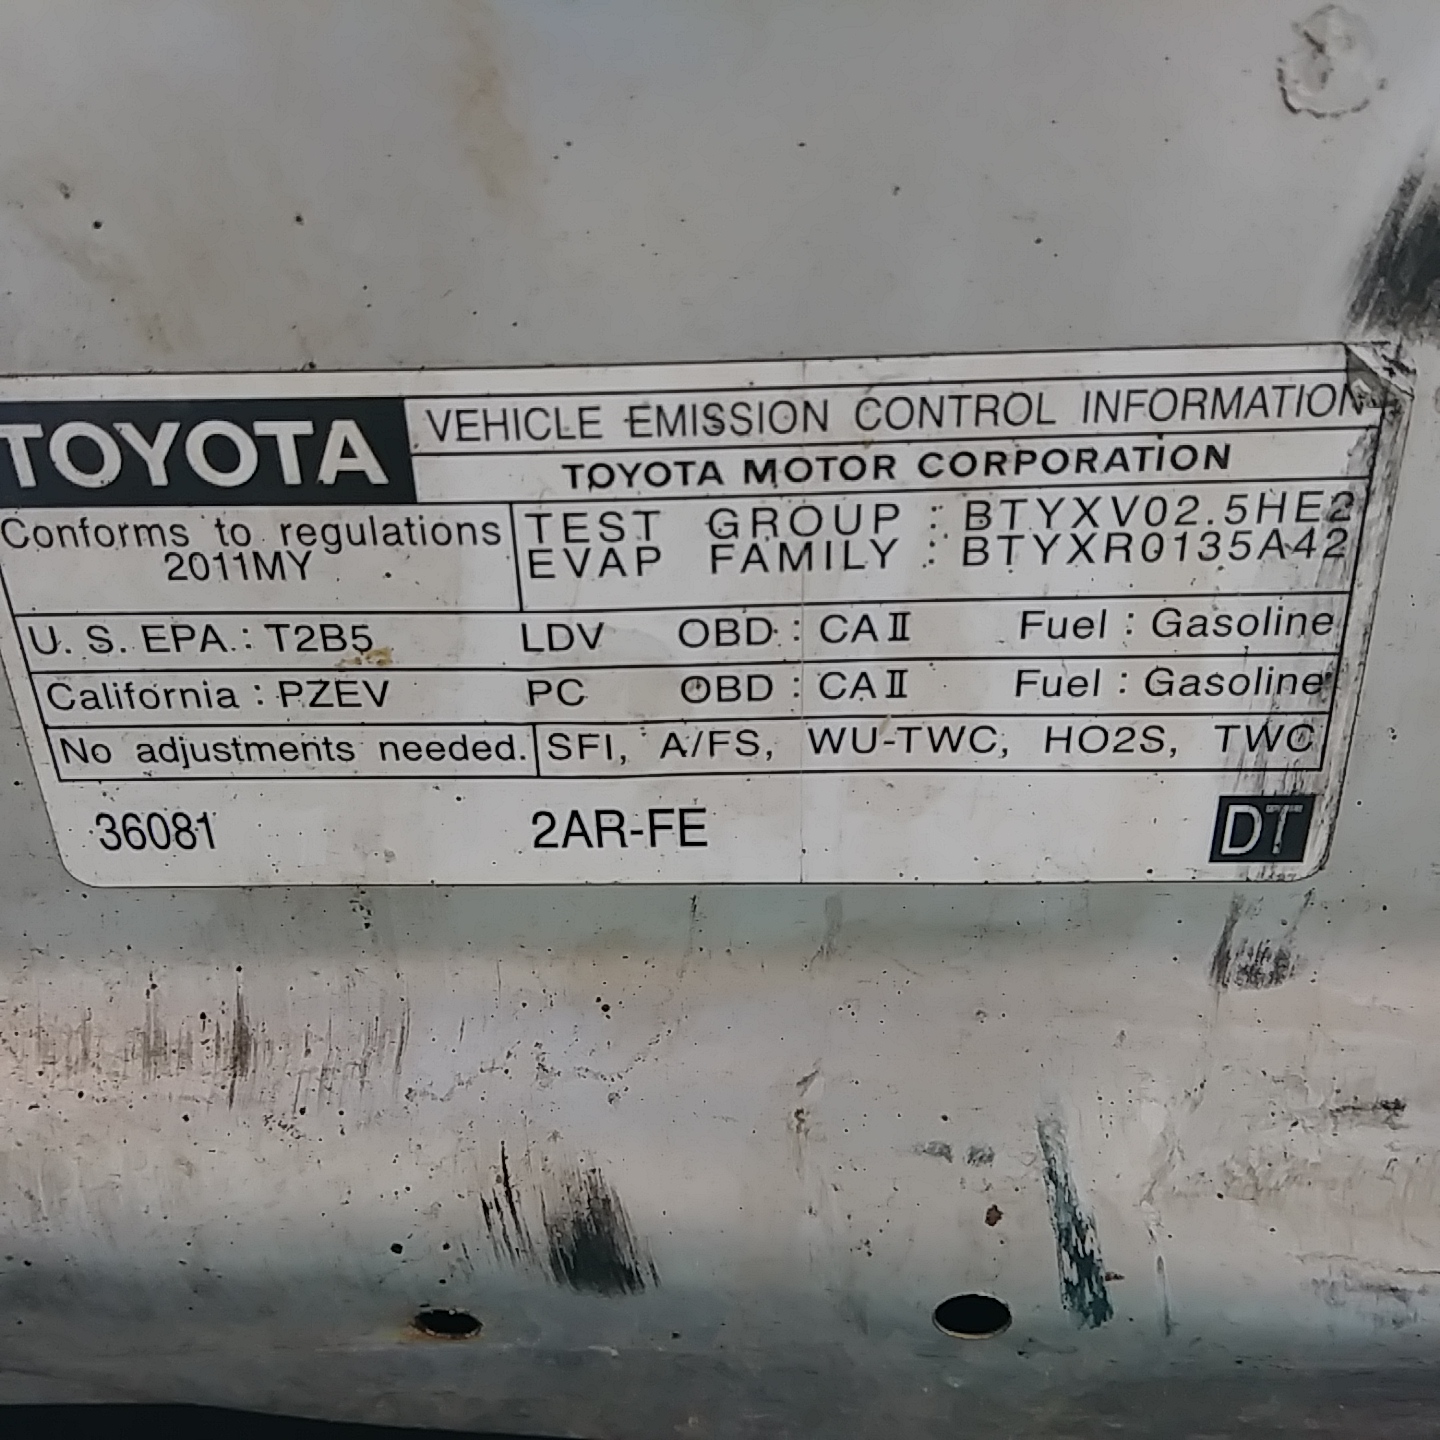 TOYOTA VEHICLE EMISSION CONTROL INFORMATION
TOYOTA MOTOR CORPORATION
Conforms to regulations
2011MY
TEST GROUP : BTYXV02.5HE2
EVAP FAMILY : BTYXR0135A42
U. S. EPA : T2B5 LDV OBD : CAⅡ Fuel : Gasoline
California : PZEV PC OBD : CAⅡ Fuel : Gasoline
No adjustments needed. SFI, A/FS, WU-TWC, HO2S, TWC
36081 2AR-FE DT